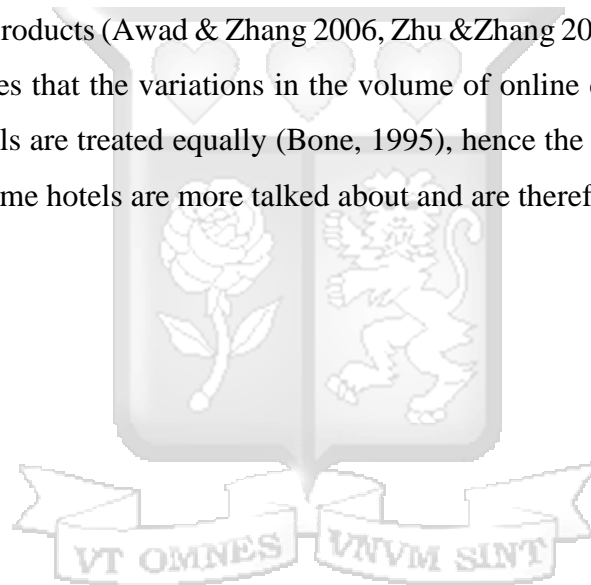 roducts (Awad & Zhang 2006, Zhu &Zhang 20
es that the variations in the volume of online
ls are treated equally (Bone, 1995), hence the
me hotels are more talked about and are theref
VT OMNES VNVM SINT